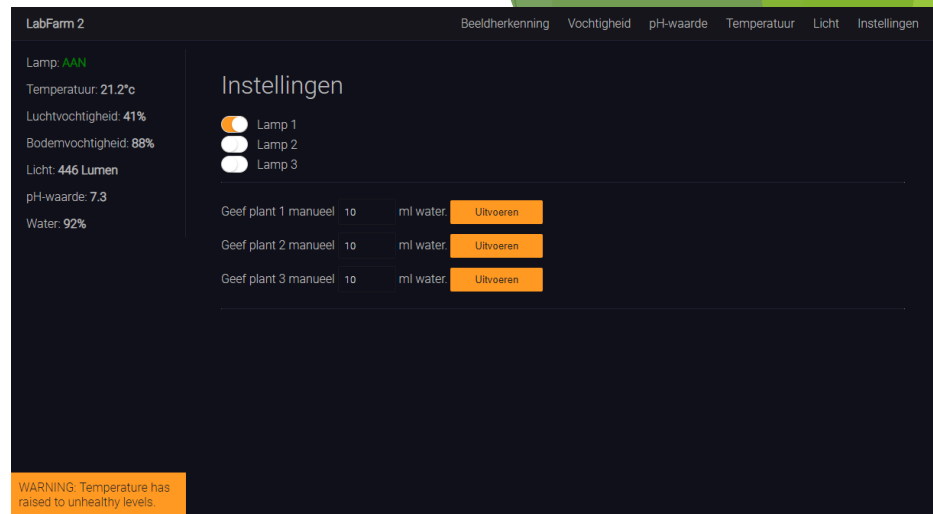 LabFarm 2
Beeldherkenning Vochtigheid pH-waarde Temperatuur Licht Instellingen
Lamp: AAN
Temperatuur: 21.2°c
Luchtvochtigheid: 41%
Bodemvochtigheid: 88%
Licht: 446 Lumen
pH-waarde: 7.3
Water: 92%
Instellingen
Lamp 1
Lamp 2
Lamp 3
Geef plant 1 manueel 10 ml water. Uitvoeren
Geef plant 2 manueel 10 ml water. Uitvoeren
Geef plant 3 manueel 10 ml water. Uitvoeren
WARNING: Temperature has
raised to unhealthy levels.